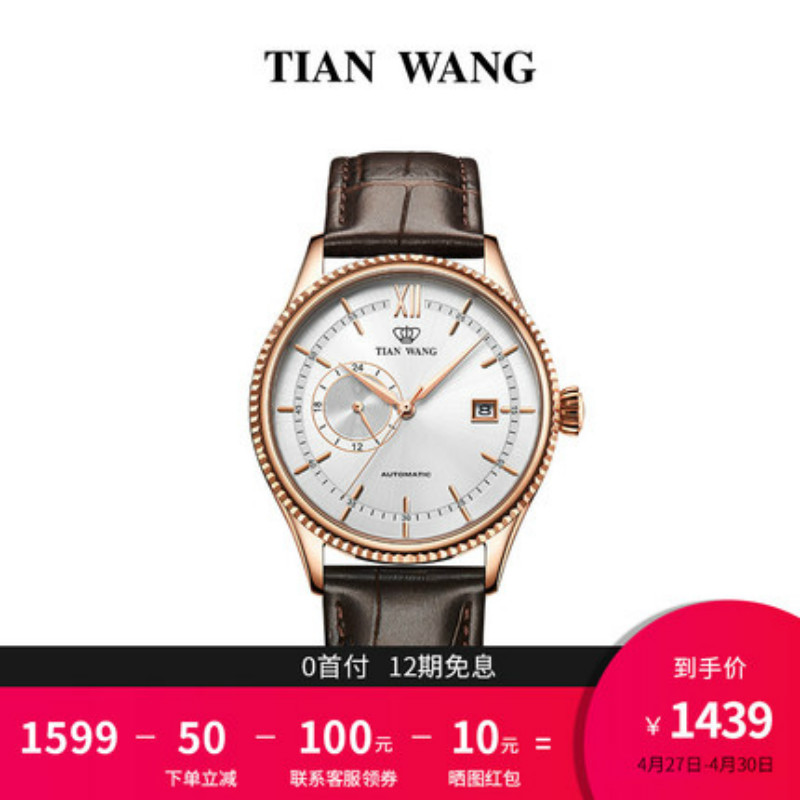 TIAN WANG
XII
TIAN WANG
24
18
12
8
AUTOMATIC
30
0首付 12期免息
到手价
1599 - 50 - 100元 - 10元 =
¥1439
下单立减 联系客服领券 晒图红包
4月27日-4月30日